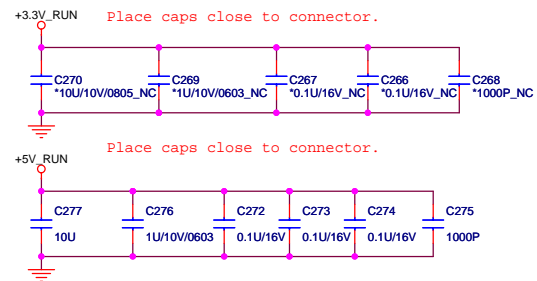 +3.3V_RUN
Place caps close to connector.
C270
*10U/10V/0805_NC
C269
*1U/10V/0603_NC
C267
*0.1U/16V_NC
C266
*0.1U/16V_NC
C268
*1000P_NC
Place caps close to connector.
+5V_RUN
C277
10U
C276
1U/10V/0603
C272
0.1U/16V
C273
0.1U/16V
C274
0.1U/16V
C275
1000P